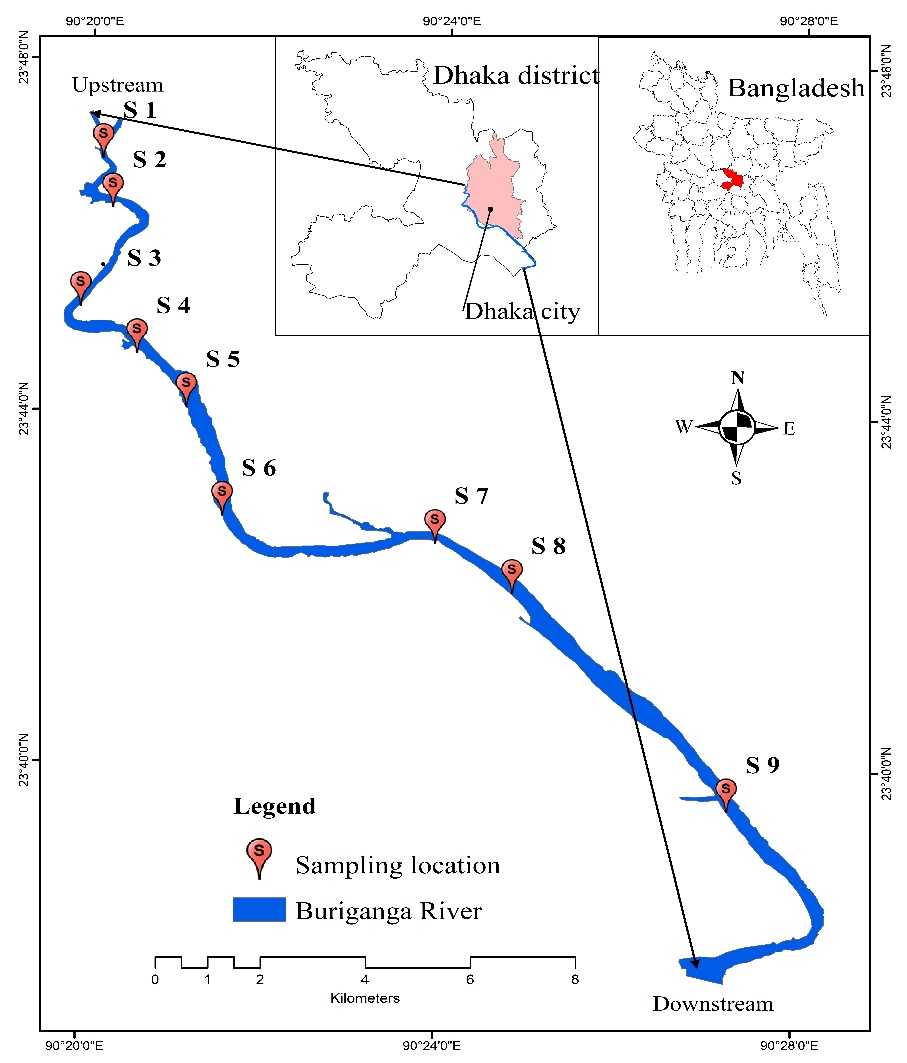 90°20'0"E
90°24'0"E
90°28'0"E
23°48'0"N
23°48'0"N
Upstream
Dhaka district
Bangladesh
S 1
S
S 2
S
S 3
S
Dhaka city
S 4
S
S 5
S
N
W
E
S
23°44'0"N
23°44'0"N
S 6
S
S 7
S
S 8
S
S 9
S
23°40'0"N
23°40'0"N
Legend
S
Sampling location
Buriganga River
0 1 2 4 6 8
Kilometers
Downstream
90°20'0"E
90°24'0"E
90°28'0"E